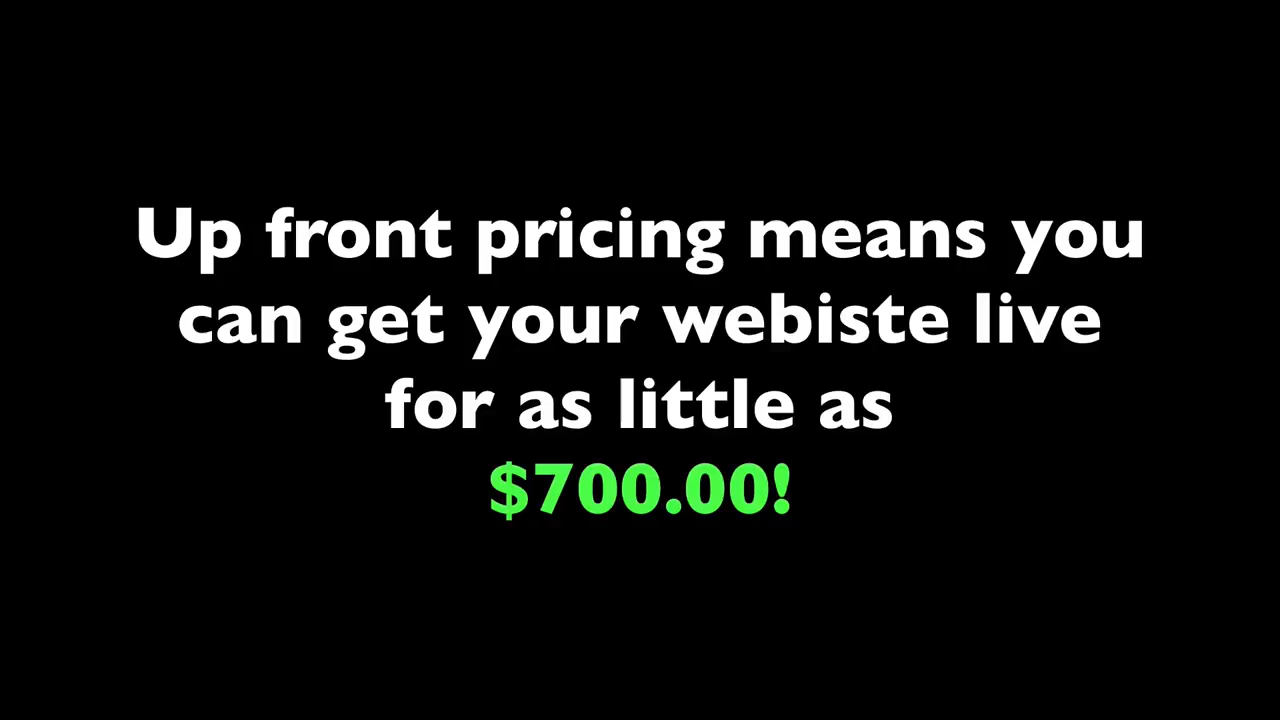 Up front pricing means you
can get your webiste live
for as little as
$700.00!